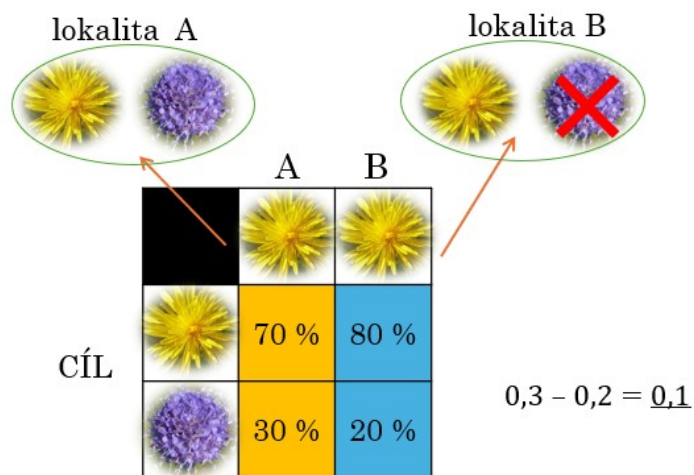 lokalita A
lokalita B
A B
70 % 80 %
CÍL
30 % 20 %
0,3 – 0,2 = 0,1